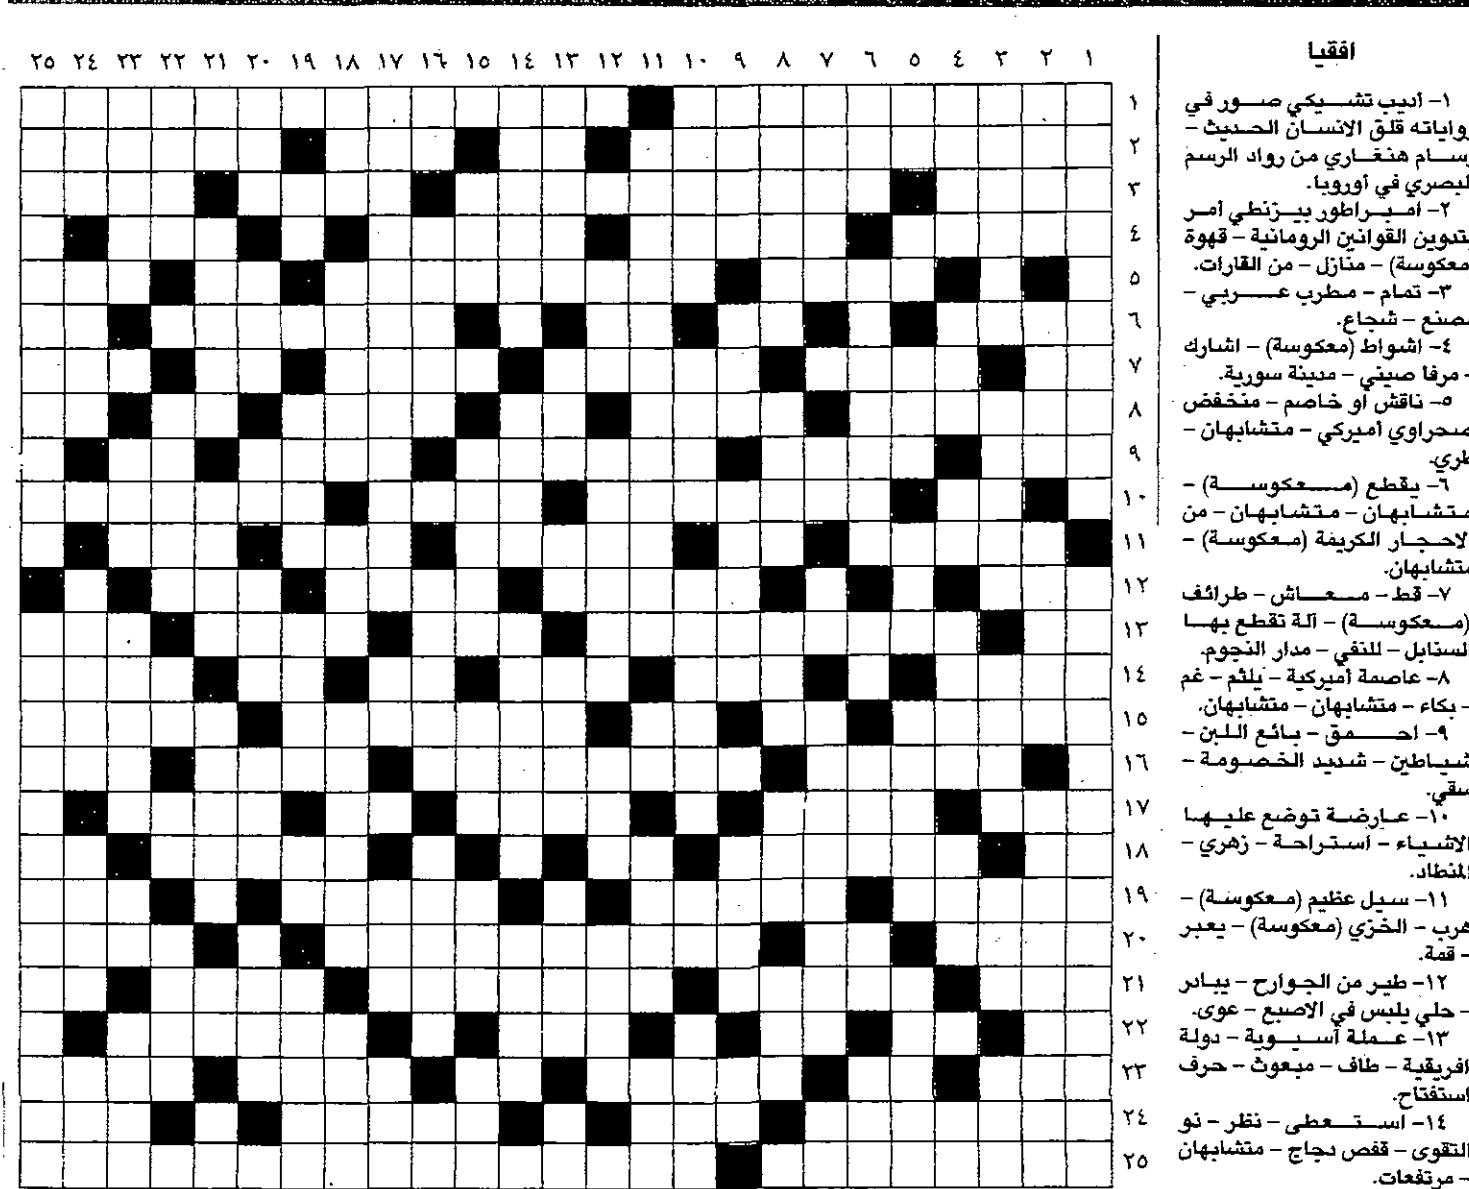 افقيا
١- أديب تشيكي صور في
رواياته قلق الانسان الحديث -
رسام هنغاري من رواد الرسم
البصري في أوروبا.
٢- امبراطور بيزنطي أمر
بتدوين القوانين الرومانية - قهوة
(معكوسة) - منازل - من القارات.
٣- تمام - مطرب عربي -
مصنع - شجاع.
٤- اشواط (معكوسة) - اشارك
- مرفا صيني - مدينة سورية.
٥- ناقش أو خاصم - منخفض
صحراوي أميركي - متشابهان -
طري.
٦- يقطع (معكوسة) -
متشابهان - متشابهان - من
الاحجار الكريمة (معكوسة) -
متشابهان.
٧- قط - معاش - طرائف
(معكوسة) - آلة تقطع بها
السنابل - للنفي - مدار النجوم.
٨- عاصمة أميركية - يلثم - غم
- بكاء - متشابهان - متشابهان.
٩- احمق - بائع اللبن -
شياطين - شديد الخصومة -
سقي.
١٠- عارضة توضع عليها
الاشياء - استراحة - زهري -
المنطاد.
١١- سيل عظيم (معكوسة) -
هرب - الخزي (معكوسة) - يعبر
- قمة.
١٢- طير من الجوارح - يبادر
- حلي يلبس في الاصبع - عوى.
١٣- عملة آسيوية - دولة
افريقية - طاف - مبعوث - حرف
استفتاح.
١٤- استعطى - نظر - نو
التقوى - قفص دجاج - متشابهان
- مرتفعات.
١ ٢ ٣ ٤ ٥ ٦ ٧ ٨ ٩ ١٠ ١١ ١٢ ١٣ ١٤ ١٥ ١٦ ١٧ ١٨ ١٩ ٢٠ ٢١ ٢٢ ٢٣ ٢٤ ٢٥
١
٢
٣
٤
٥
٦
٧
٨
٩
١٠
١١
١٢
١٣
١٤
١٥
١٦
١٧
١٨
١٩
٢٠
٢١
٢٢
٢٣
٢٤
٢٥